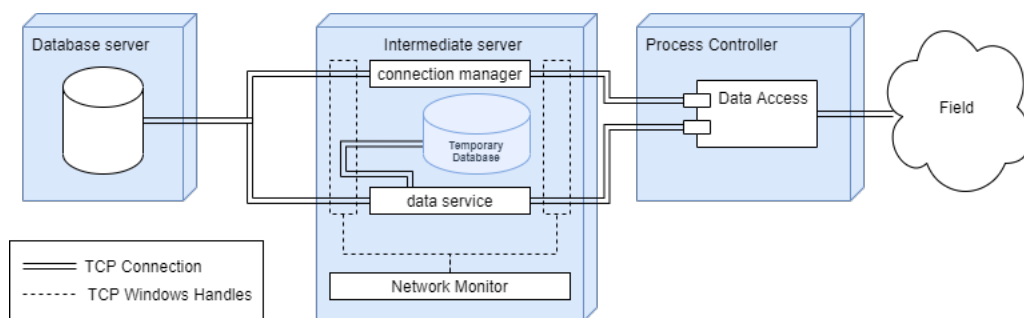 Database server
Intermediate server
connection manager
Temporary
Database
data service
Network Monitor
Process Controller
Data Access
Field
TCP Connection
TCP Windows Handles